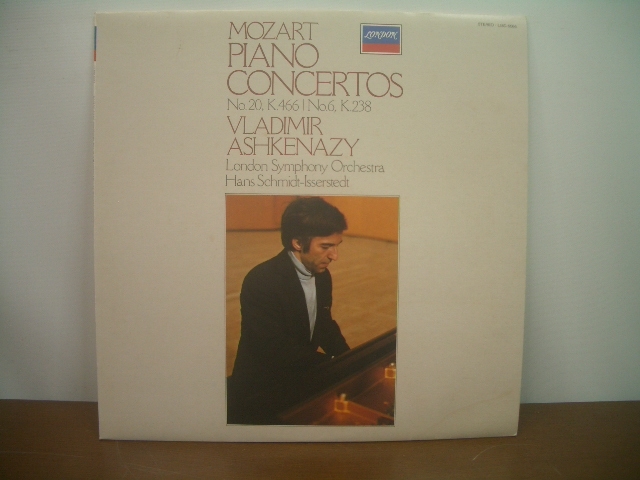 MOZART
LONDON
PIANO
CONCERTOS
No. 20, K.466 | No. 6, K.238
VLADIMIR
ASHKENAZY
London Symphony Orchestra
Hans Schmidt-Isserstedt